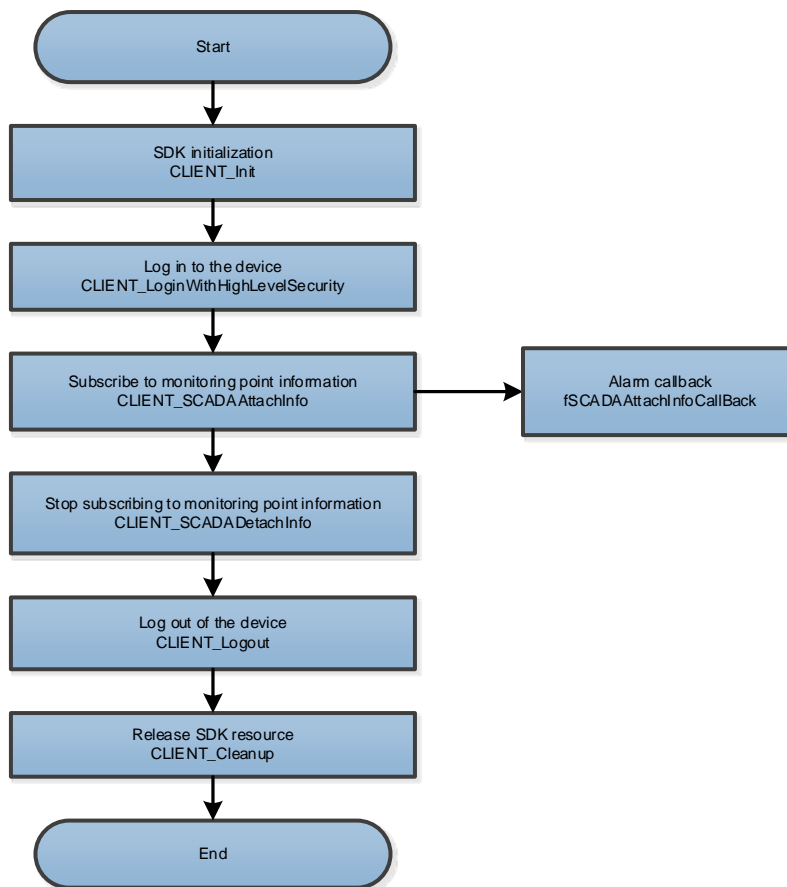 Start
SDK initialization
CLIENT_Init
Log in to the device
CLIENT_LoginWithHighLevelSecurity
Subscribe to monitoring point information
CLIENT_SCADAAttachInfo
Alarm callback
fSCADAAttachInfoCallBack
Stop subscribing to monitoring point information
CLIENT_SCADADetachInfo
Log out of the device
CLIENT_Logout
Release SDK resource
CLIENT_Cleanup
End